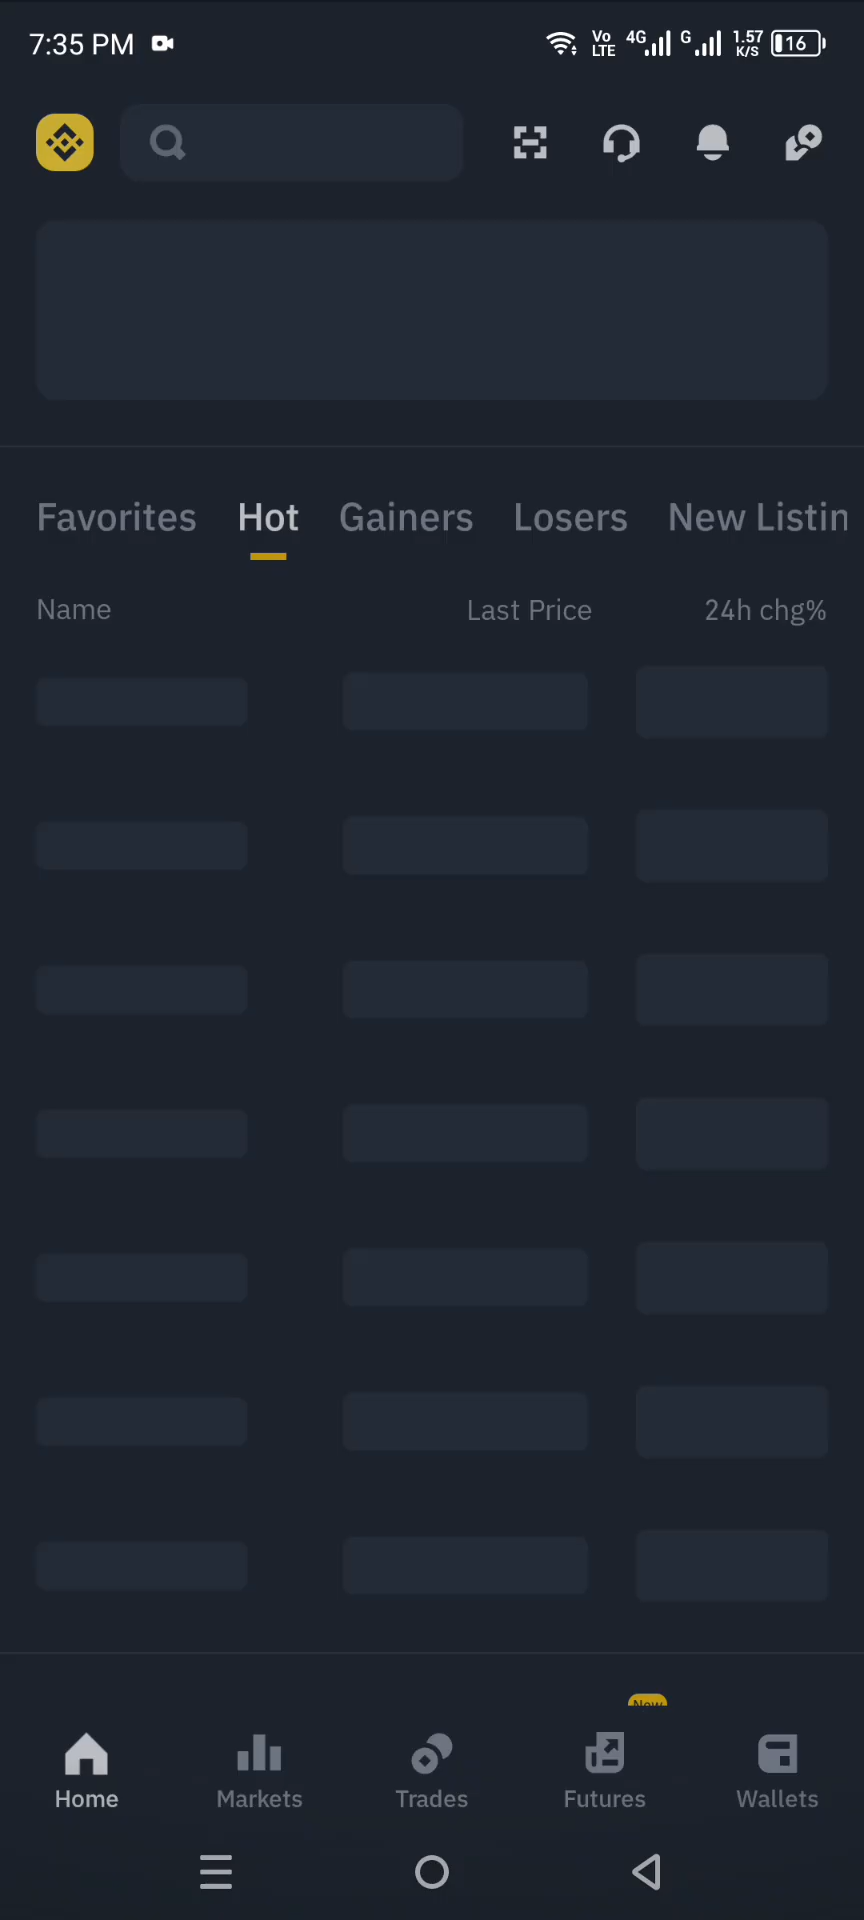 7:35 PM Vo LTE 4G G 1.57 K/S 16
Favorites Hot Gainers Losers New Listin
Name Last Price 24h chg%
New
Home Markets Trades Futures Wallets